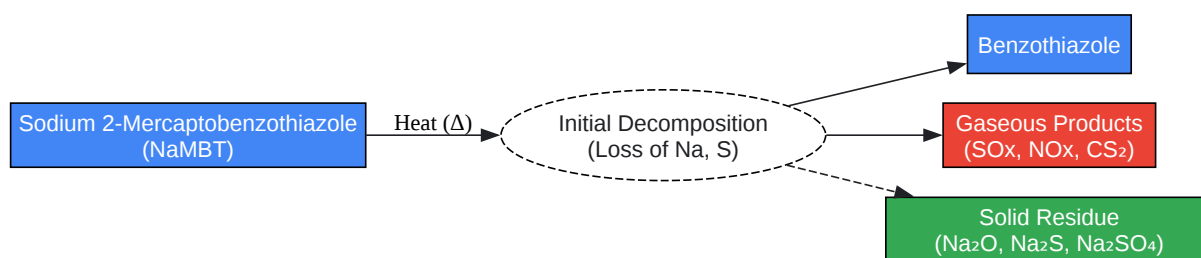 Benzothiazole
Sodium 2-Mercaptobenzothiazole
(NaMBT)
Heat (Δ)
Initial Decomposition
(Loss of Na, S)
Gaseous Products
(SOx, NOx, CS₂)
Solid Residue
(Na₂O, Na₂S, Na₂SO₄)